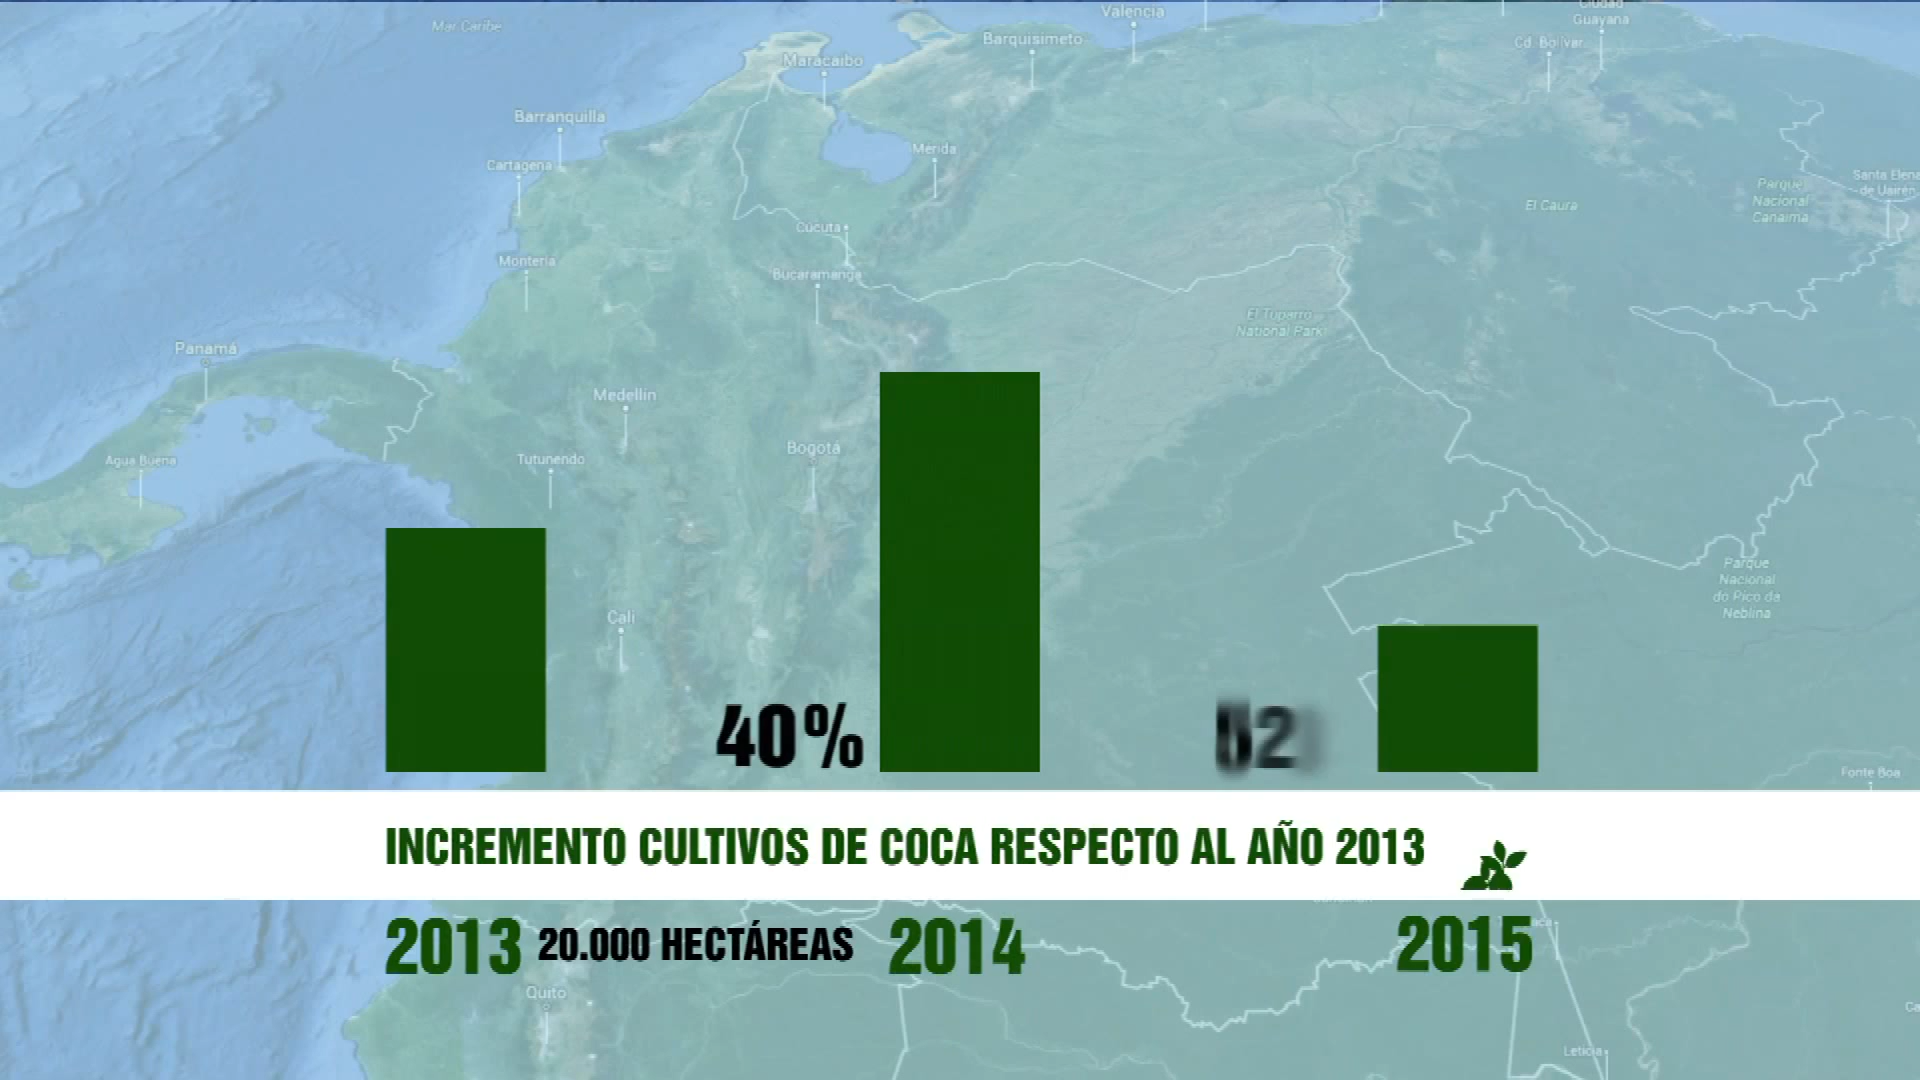 Mar Caribe
Valencia
Ciudad
Guayana
Barquisimeto
Cd. Bolívar
Maracaibo
Barranquilla
Mérida
Cartagena
Santa Elena
de Uairén
Parque
Nacional
Canaima
El Caura
Cúcuta
Montería
Bucaramanga
El Tuparro
National Park
Panamá
Medellín
Bogotá
Agua Buena
Tutunendo
Parque
Nacional
do Pico da
Neblina
Cali
40%
Fonte Boa
INCREMENTO CULTIVOS DE COCA RESPECTO AL AÑO 2013
2013 20.000 HECTÁREAS 2014 2015
Quito
Leticia